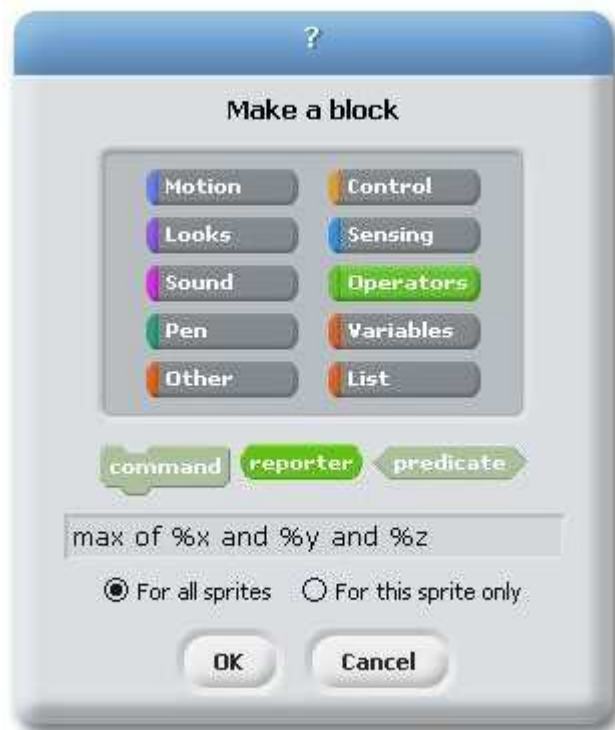 ?
Make a block
Motion Control
Looks Sensing
Sound Operators
Pen Variables
Other List
command reporter predicate
max of %x and %y and %z
For all sprites For this sprite only
OK Cancel